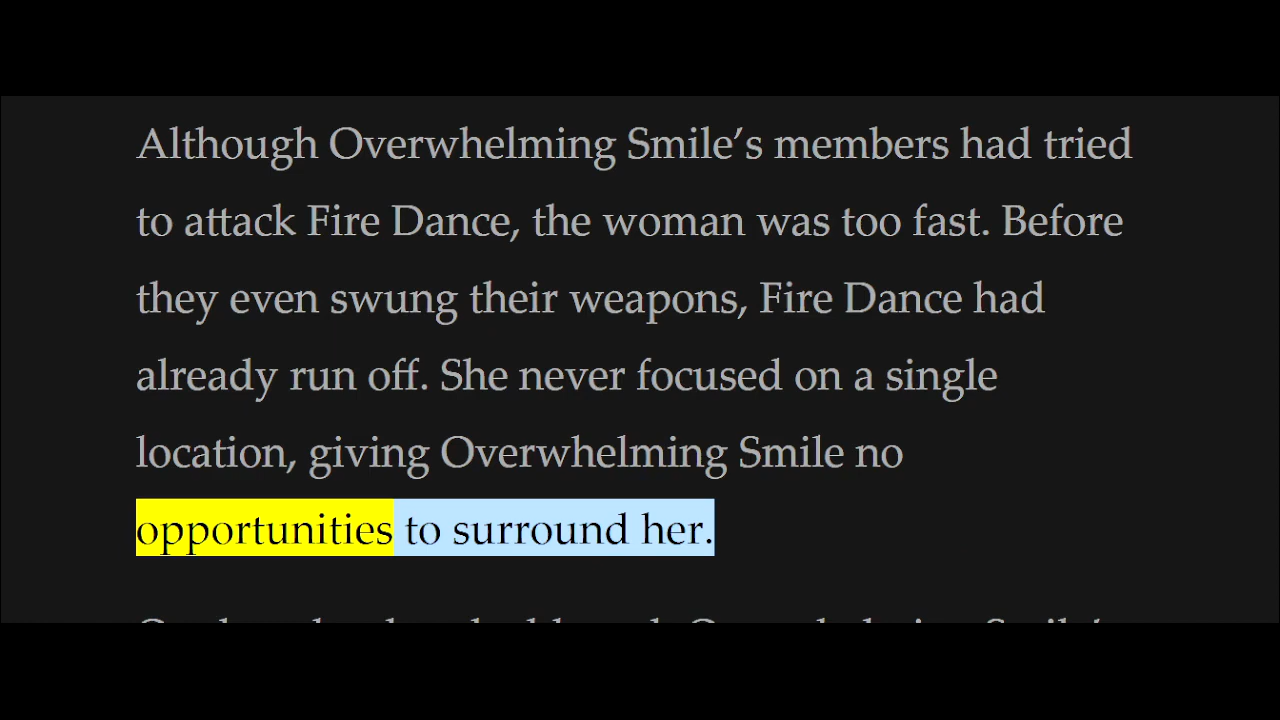 Although Overwhelming Smile’s members had tried
to attack Fire Dance, the woman was too fast. Before
they even swung their weapons, Fire Dance had
already run off. She never focused on a single
location, giving Overwhelming Smile no
opportunities to surround her.